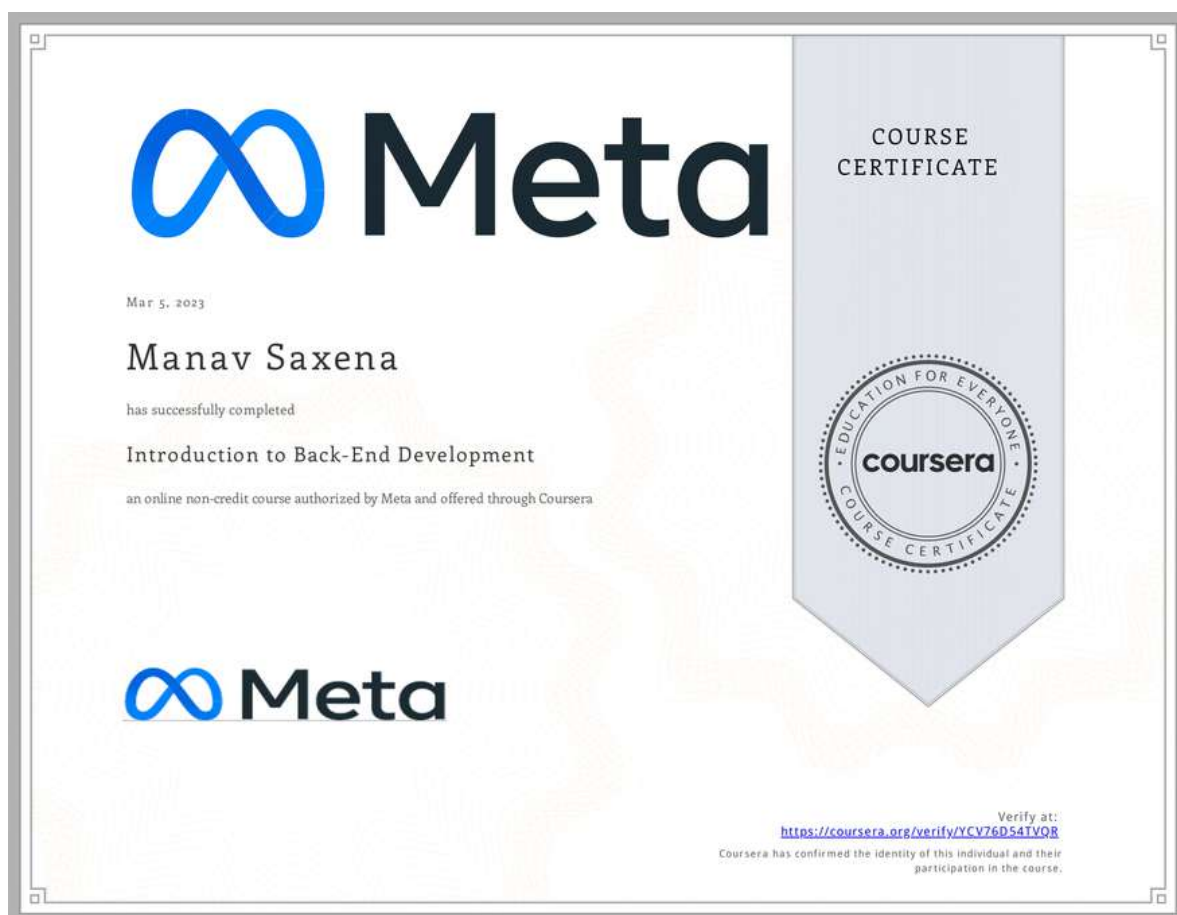 Meta
COURSE
CERTIFICATE
Mar 5, 2023
Manav Saxena
has successfully completed
Introduction to Back-End Development
an online non-credit course authorized by Meta and offered through Coursera
EDUCATION FOR EVERYONE
coursera
COURSE CERTIFICATE
Meta
Verify at:
https://coursera.org/verify/YCV76D54TVQR
Coursera has confirmed the identity of this individual and their
participation in the course.